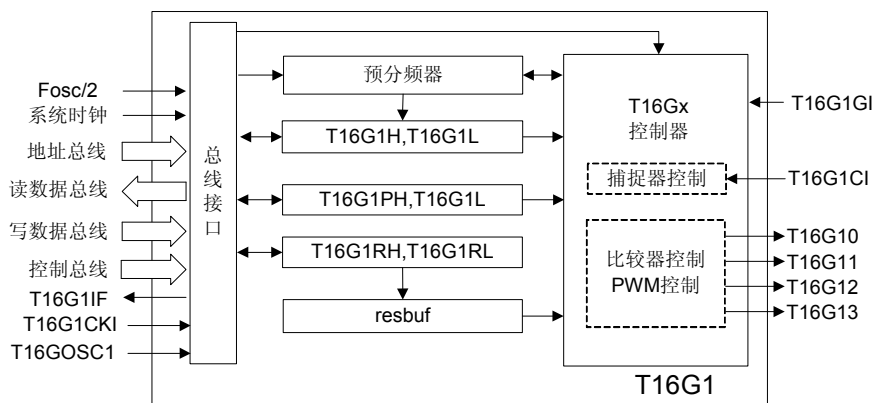 Fosc/2
系统时钟
地址总线
读数据总线
写数据总线
控制总线
T16G1IF
T16G1CKI
T16GOSC1
总
线
接
口
预分频器
T16G1H,T16G1L
T16G1PH,T16G1L
T16G1RH,T16G1RL
resbuf
T16Gx
控制器
捕捉器控制
比较器控制
PWM控制
T16G1GI
T16G1CI
T16G10
T16G11
T16G12
T16G13
T16G1